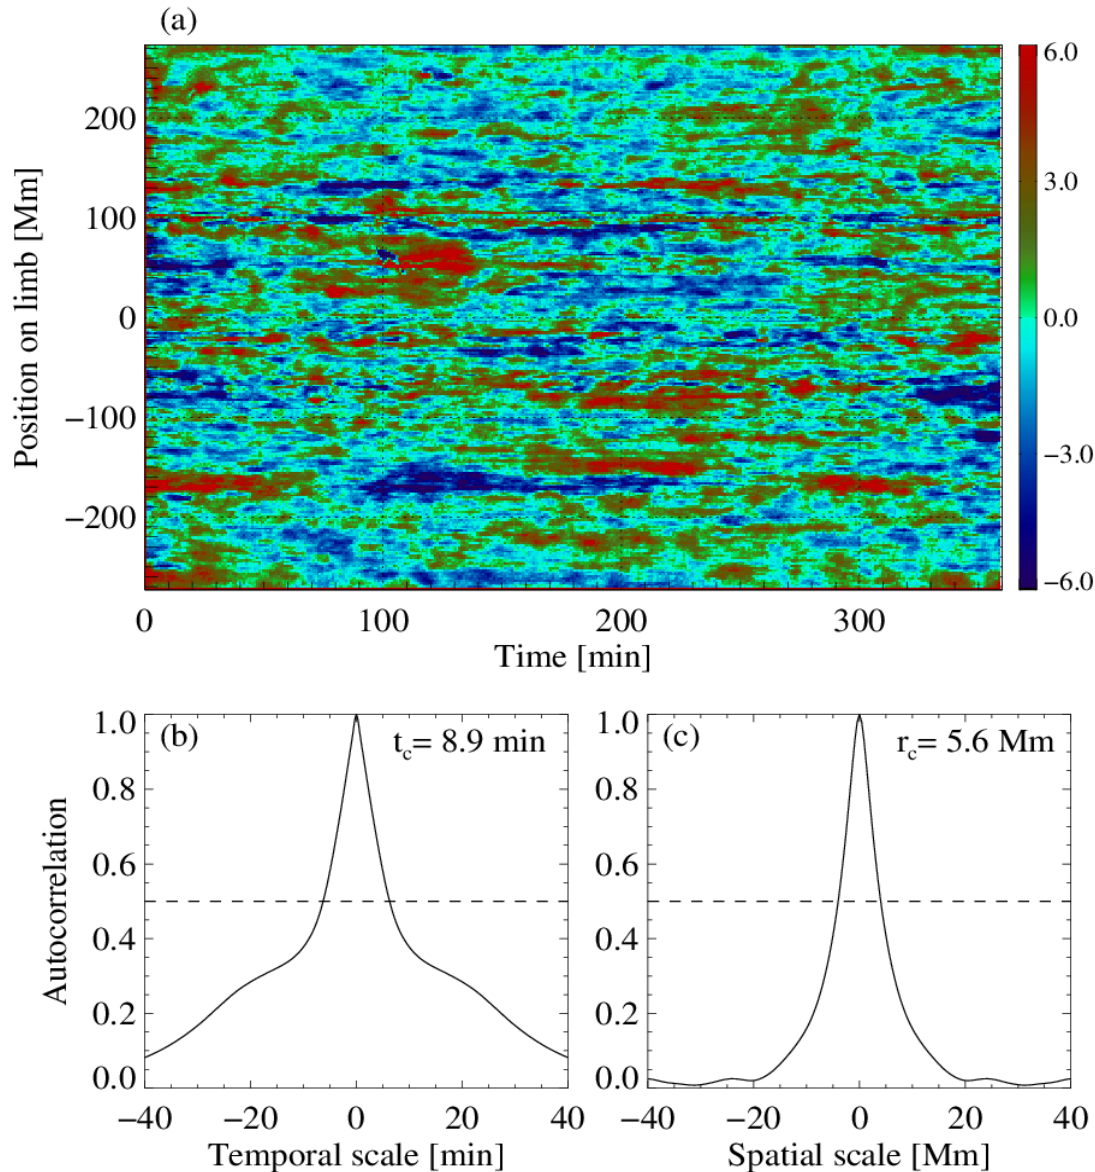 (a)
Position on limb [Mm]
200
100
0
−100
−200
0 100 200 300
Time [min]
6.0
3.0
0.0
−3.0
−6.0
(b)
t_c= 8.9 min
Autocorrelation
1.0
0.8
0.6
0.4
0.2
0.0
−40 −20 0 20 40
Temporal scale [min]
(c)
r_c= 5.6 Mm
1.0
0.8
0.6
0.4
0.2
0.0
−40 −20 0 20 40
Spatial scale [Mm]